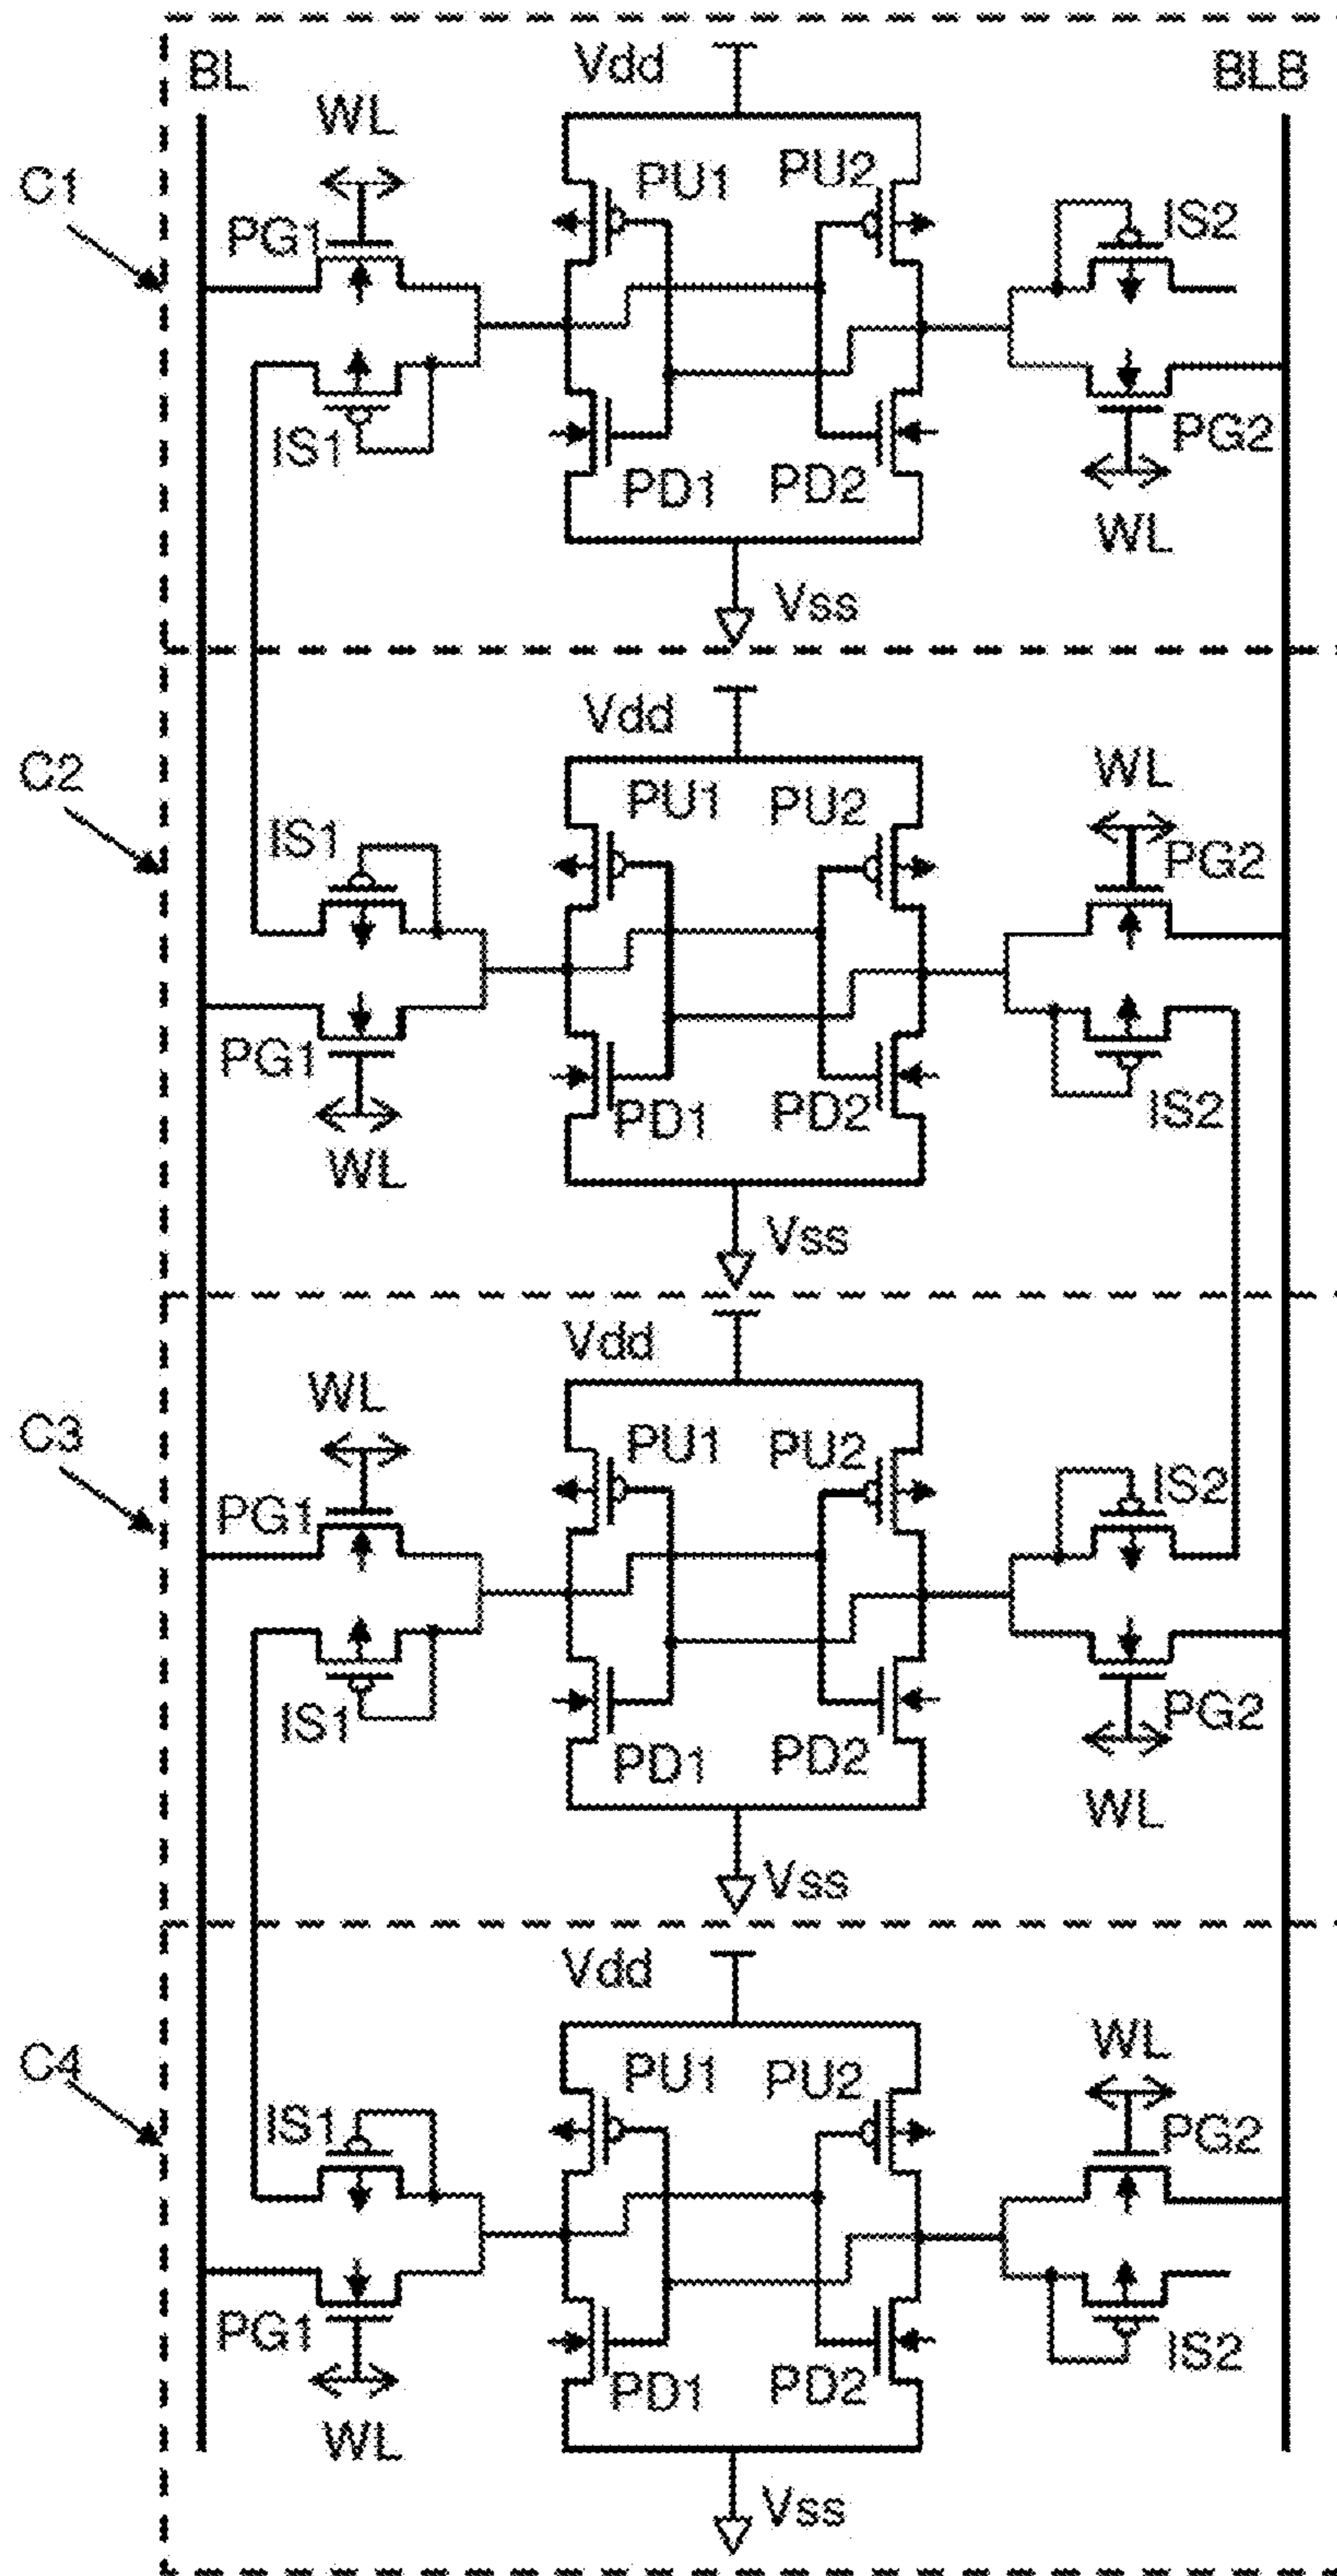 BL
Vdd
BLB
WL
C1
PU1
PU2
PG1
IS2
IS1
PG2
PD1
PD2
WL
Vss
Vdd
C2
WL
PU1
PU2
IS1
PG2
PG1
PD1
PD2
IS2
WL
Vss
Vdd
WL
C3
PU1
PU2
IS2
PG1
IS1
PG2
PD1
PD2
WL
Vss
Vdd
C4
WL
PU1
PU2
IS1
PG2
PG1
IS2
PD1
PD2
WL
Vss